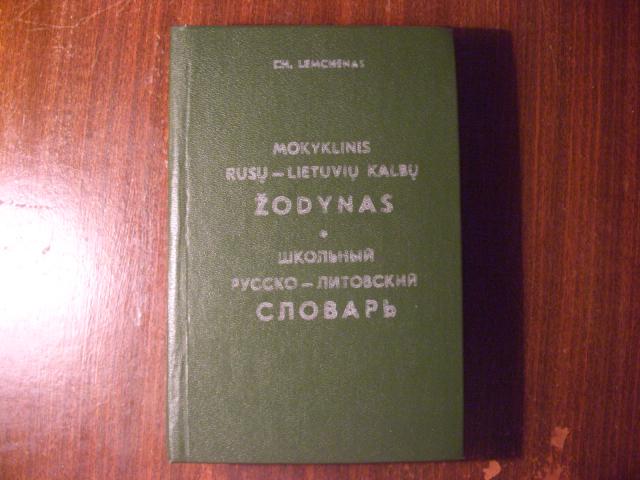 CH. LEMCHENAS
MOKYKLINIS
RUSŲ–LIETUVIŲ KALBŲ
ŽODYNAS
•
ШКОЛЬНЫЙ
РУССКО–ЛИТОВСКИЙ
СЛОВАРЬ